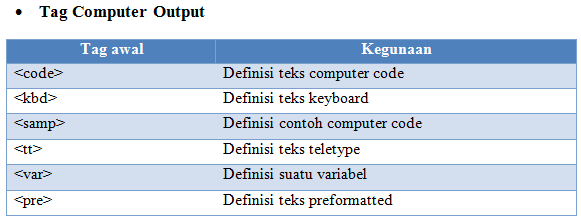 • Tag Computer Output
Tag awal Kegunaan
<code> Definisi teks computer code
<kbd> Definisi teks keyboard
<samp> Definisi contoh computer code
<tt> Definisi teks teletype
<var> Definisi suatu variabel
<pre> Definisi teks preformatted